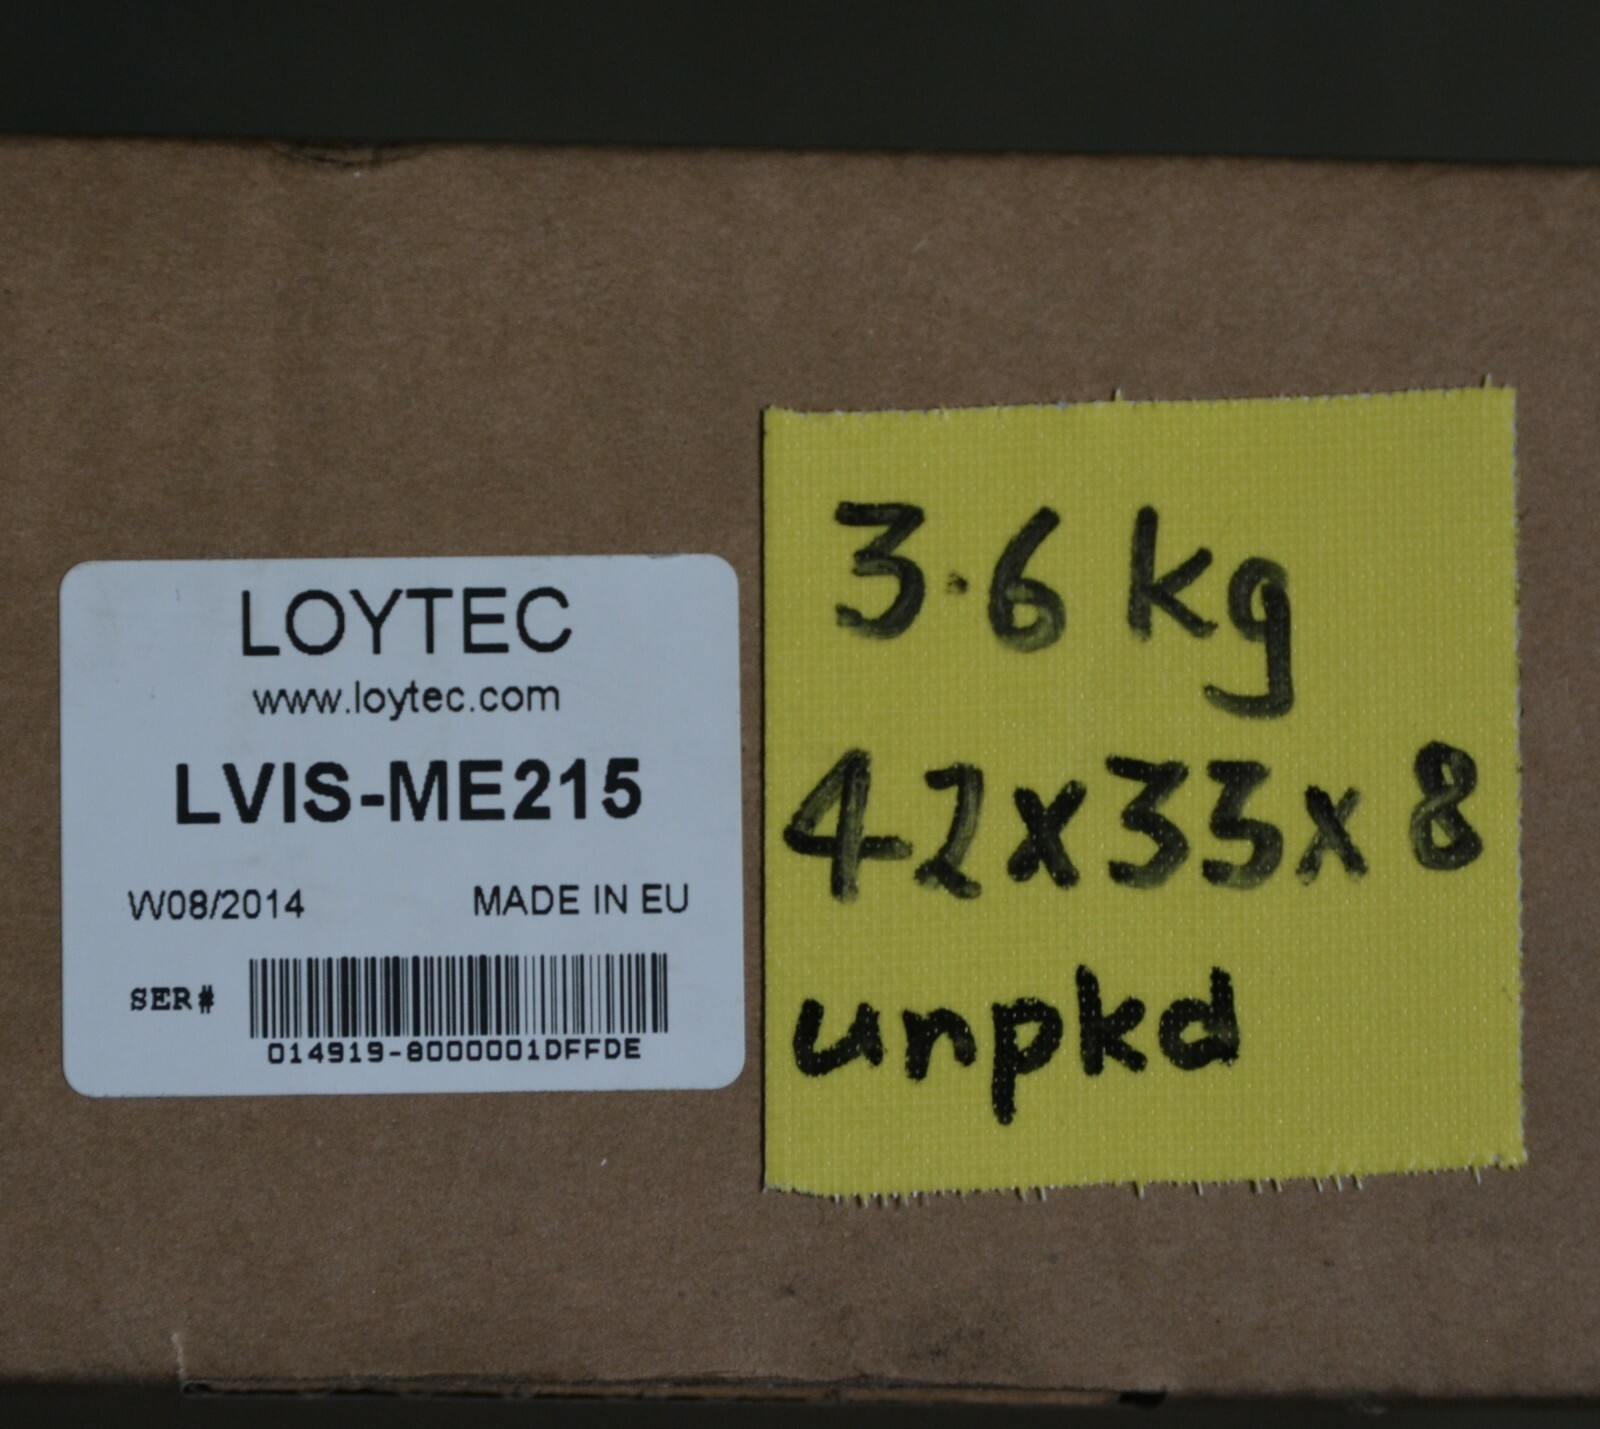 LOYTEC
www.loytec.com
LVIS-ME215
W08/2014 MADE IN EU
SER#
014919-8000001DFFDE
3.6 kg
42x33x8
unpkd